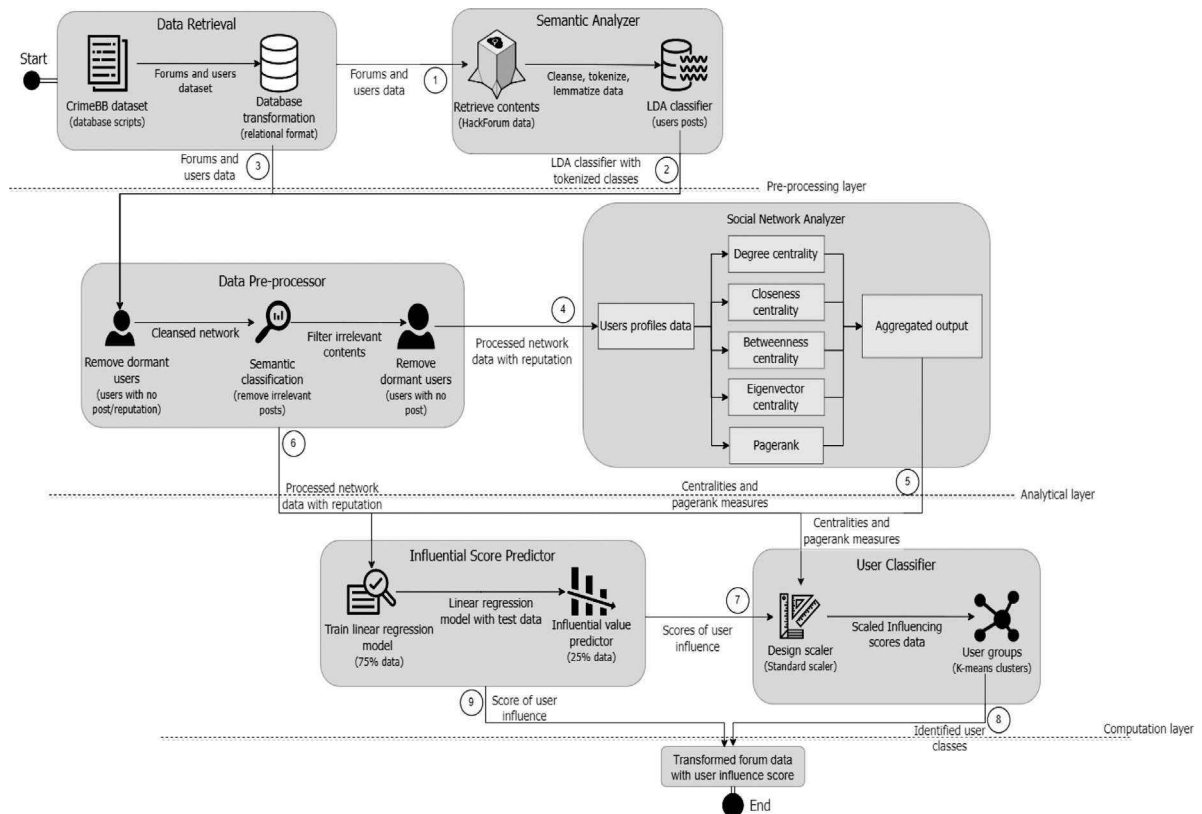 Start
Data Retrieval
CrimeBB dataset
(database scripts)
Forums and users
dataset
Database
transformation
(relational format)
Forums and
users data
1
Semantic Analyzer
Retrieve contents
(HackForum data)
Cleanse, tokenize,
lemmatize data
LDA classifier
(users posts)
Forums and
users data
3
LDA classifier with
tokenized classes
2
Pre-processing layer
Data Pre-processor
Remove dormant
users
(users with no
post/reputation)
Cleansed network
Semantic
classification
(remove irrelevant
posts)
Filter irrelevant
contents
Remove
dormant users
(users with no
post)
4
Processed network
data with reputation
Social Network Analyzer
Users profiles data
Degree centrality
Closeness
centrality
Betweenness
centrality
Eigenvector
centrality
Pagerank
Aggregated output
6
5
Processed network
data with reputation
Centralities and
pagerank measures
Analytical layer
Centralities and
pagerank measures
Influential Score Predictor
Train linear regression
model
(75% data)
Linear regression
model with test data
Influential value
predictor
(25% data)
7
Scores of user
influence
User Classifier
Design scaler
(Standard scaler)
Scaled Influencing
scores data
User groups
(K-means clusters)
9
Score of user
influence
8
Identified user
classes
Computation layer
Transformed forum data
with user influence score
End